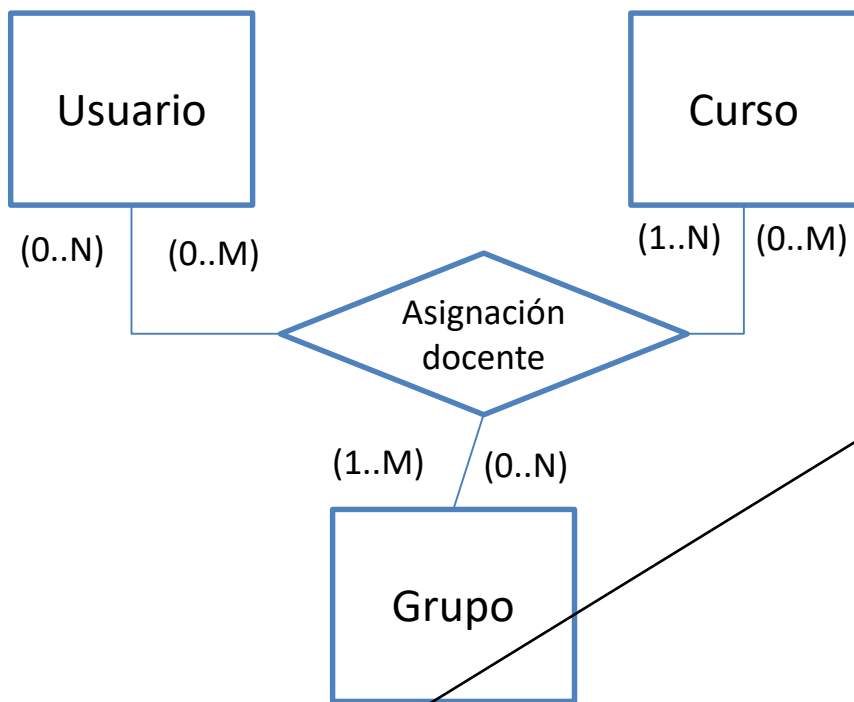 Usuario
Curso
(0..N)
(0..M)
(1..N)
(0..M)
Asignación
docente
(1..M)
(0..N)
Grupo